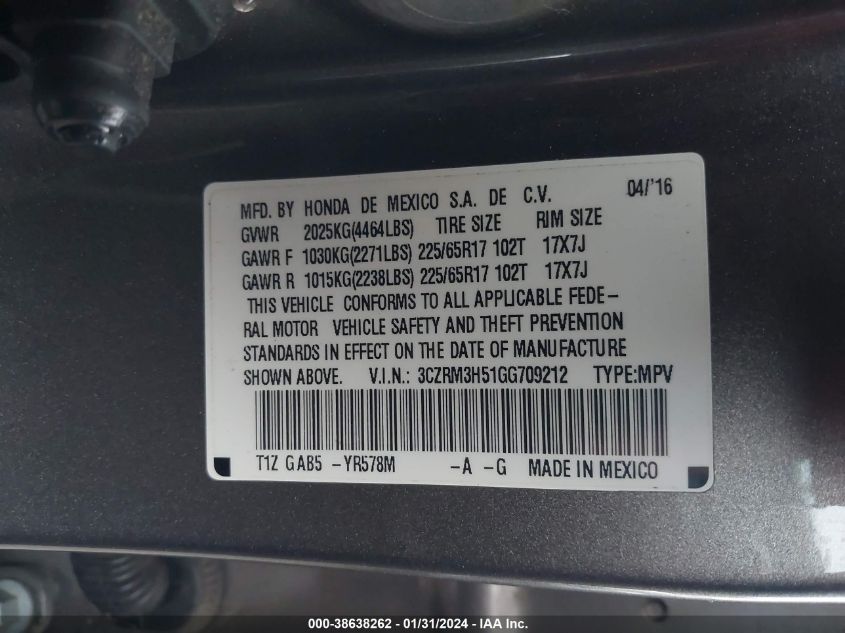 MFD. BY HONDA DE MEXICO S.A. DE C.V. 04/'16
GVWR 2025KG(4464LBS) TIRE SIZE RIM SIZE
GAWR F 1030KG(2271LBS) 225/65R17 102T 17X7J
GAWR R 1015KG(2238LBS) 225/65R17 102T 17X7J
THIS VEHICLE CONFORMS TO ALL APPLICABLE FEDE-
RAL MOTOR VEHICLE SAFETY AND THEFT PREVENTION
STANDARDS IN EFFECT ON THE DATE OF MANUFACTURE
SHOWN ABOVE. V.I.N.: 3CZRM3H51GG709212 TYPE:MPV
T1Z GAB5 -YR578M -A -G MADE IN MEXICO
000-38638262 - 01/31/2024 - IAA Inc.